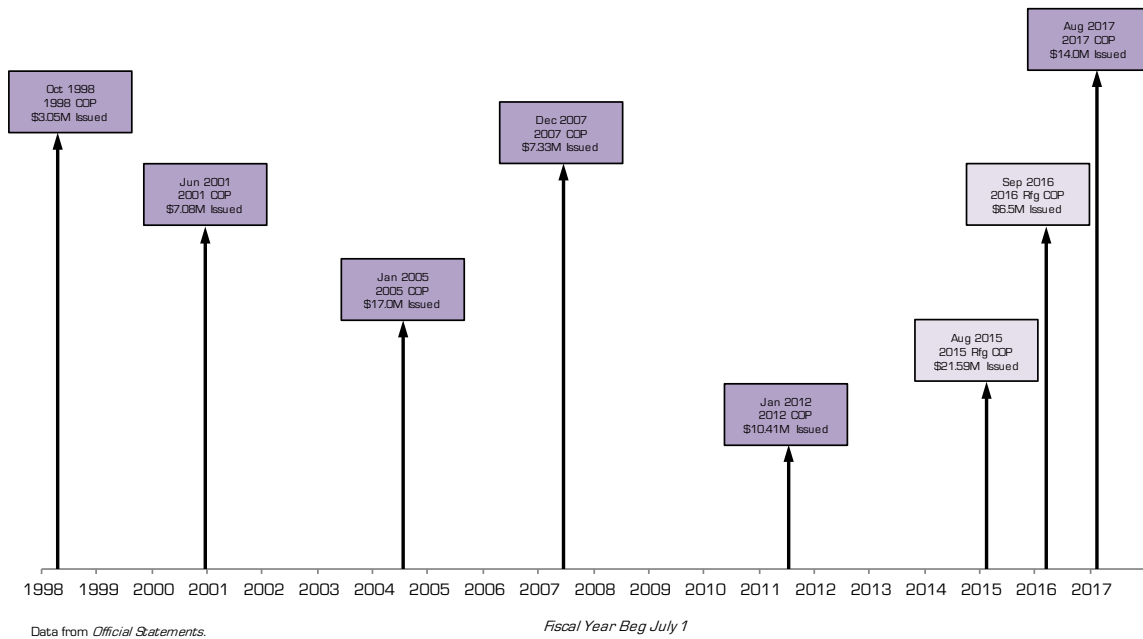 Oct 1998
1998 COP
$3.05M Issued
Jun 2001
2001 COP
$7.08M Issued
Jan 2005
2005 COP
$17.0M Issued
Dec 2007
2007 COP
$7.33M Issued
Jan 2012
2012 COP
$10.41M Issued
Aug 2015
2015 Rfg COP
$21.59M Issued
Sep 2016
2016 Rfg COP
$6.5M Issued
Aug 2017
2017 COP
$14.0M Issued
1998 1999 2000 2001 2002 2003 2004 2005 2006 2007 2008 2009 2010 2011 2012 2013 2014 2015 2016 2017
Fiscal Year Beg July 1
Data from Official Statements.